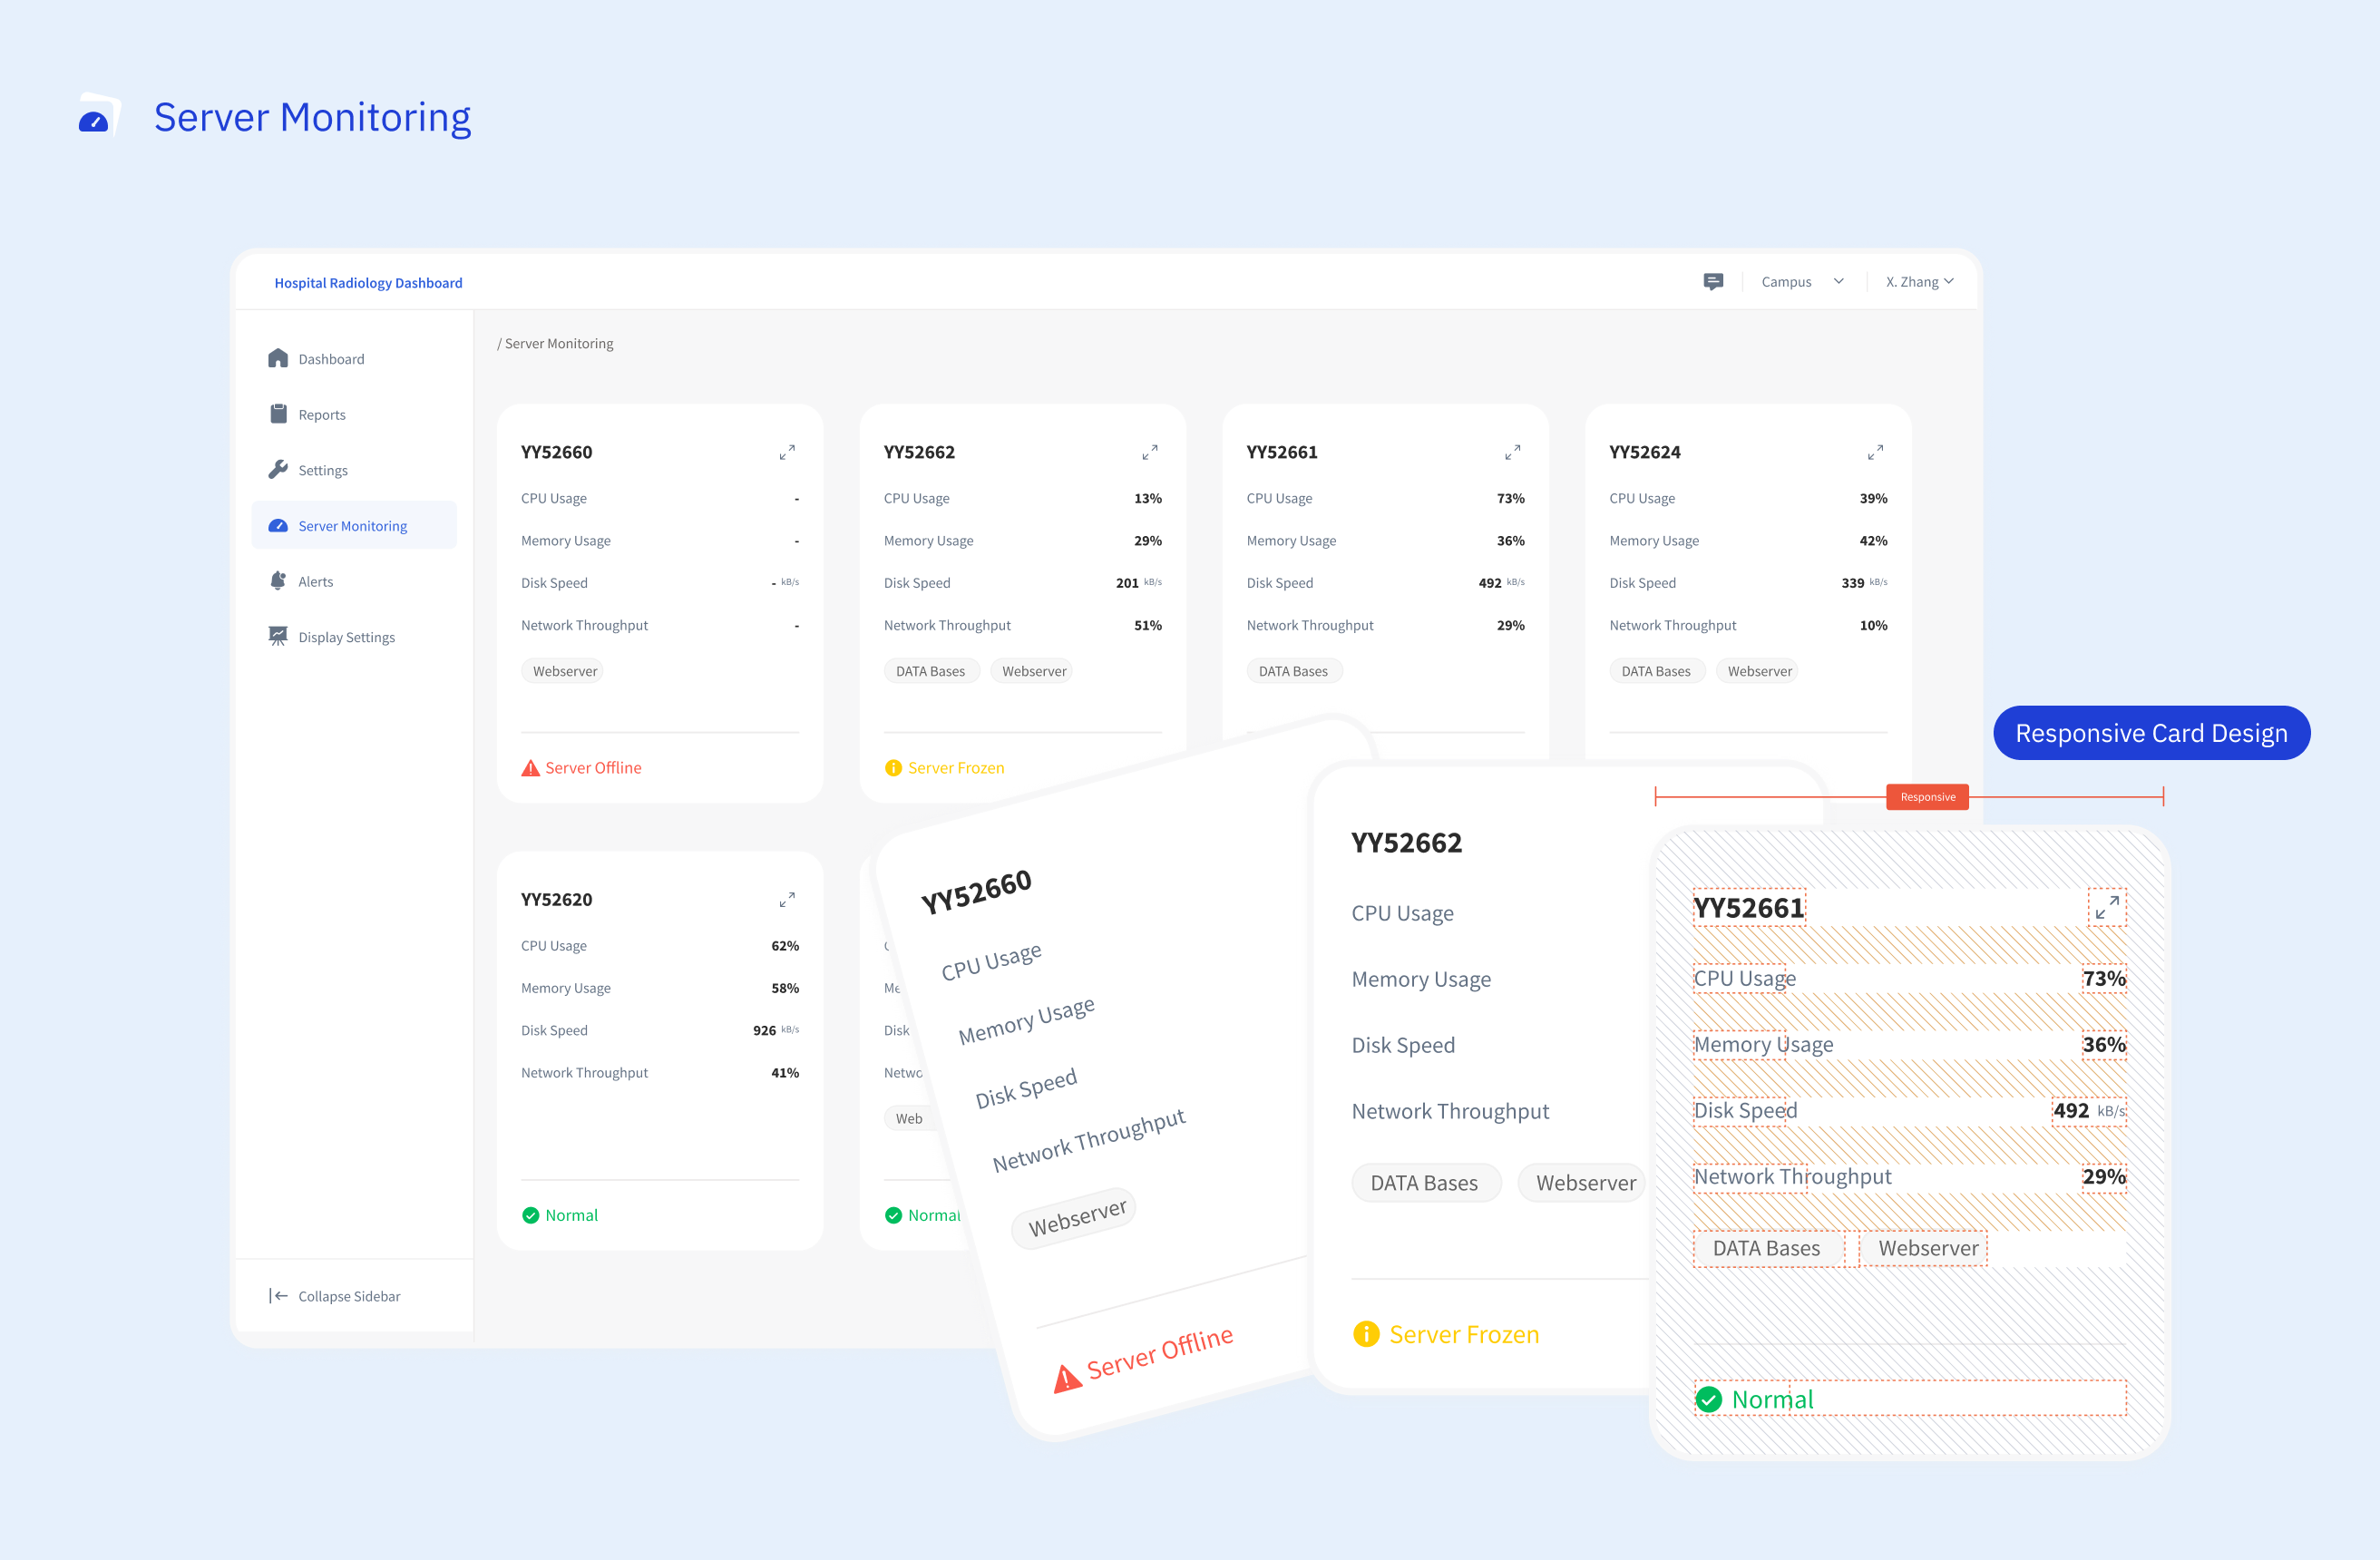 Server Monitoring
Hospital Radiology Dashboard
Campus
X. Zhang
Dashboard
Reports
Settings
Server Monitoring
Alerts
Display Settings
Collapse Sidebar
/ Server Monitoring
YY52660
CPU Usage -
Memory Usage -
Disk Speed - kB/s
Network Throughput -
Webserver
Server Offline
YY52662
CPU Usage 13%
Memory Usage 29%
Disk Speed 201 kB/s
Network Throughput 51%
DATA Bases Webserver
Server Frozen
YY52661
CPU Usage 73%
Memory Usage 36%
Disk Speed 492 kB/s
Network Throughput 29%
DATA Bases
YY52624
CPU Usage 39%
Memory Usage 42%
Disk Speed 339 kB/s
Network Throughput 10%
DATA Bases Webserver
YY52620
CPU Usage 62%
Memory Usage 58%
Disk Speed 926 kB/s
Network Throughput 41%
Normal
Disk
Web
Normal
YY52660
CPU Usage
Memory Usage
Disk Speed
Network Throughput
Webserver
Server Offline
YY52662
CPU Usage
Memory Usage
Disk Speed
Network Throughput
DATA Bases Webserver
Server Frozen
Responsive Card Design
Responsive
YY52661
CPU Usage 73%
Memory Usage 36%
Disk Speed 492 kB/s
Network Throughput 29%
DATA Bases Webserver
Normal